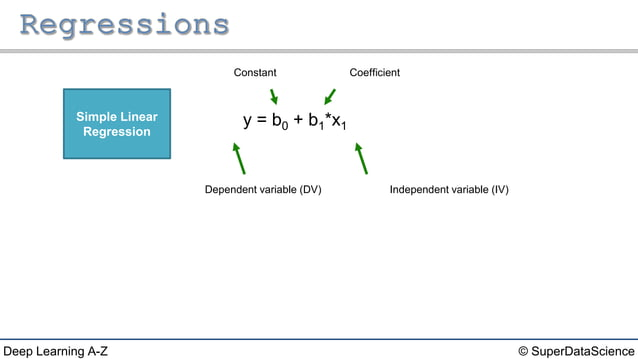 Regressions
Constant
Coefficient
Simple Linear
Regression
y = b₀ + b₁*x₁
Dependent variable (DV)
Independent variable (IV)
Deep Learning A-Z
© SuperDataScience